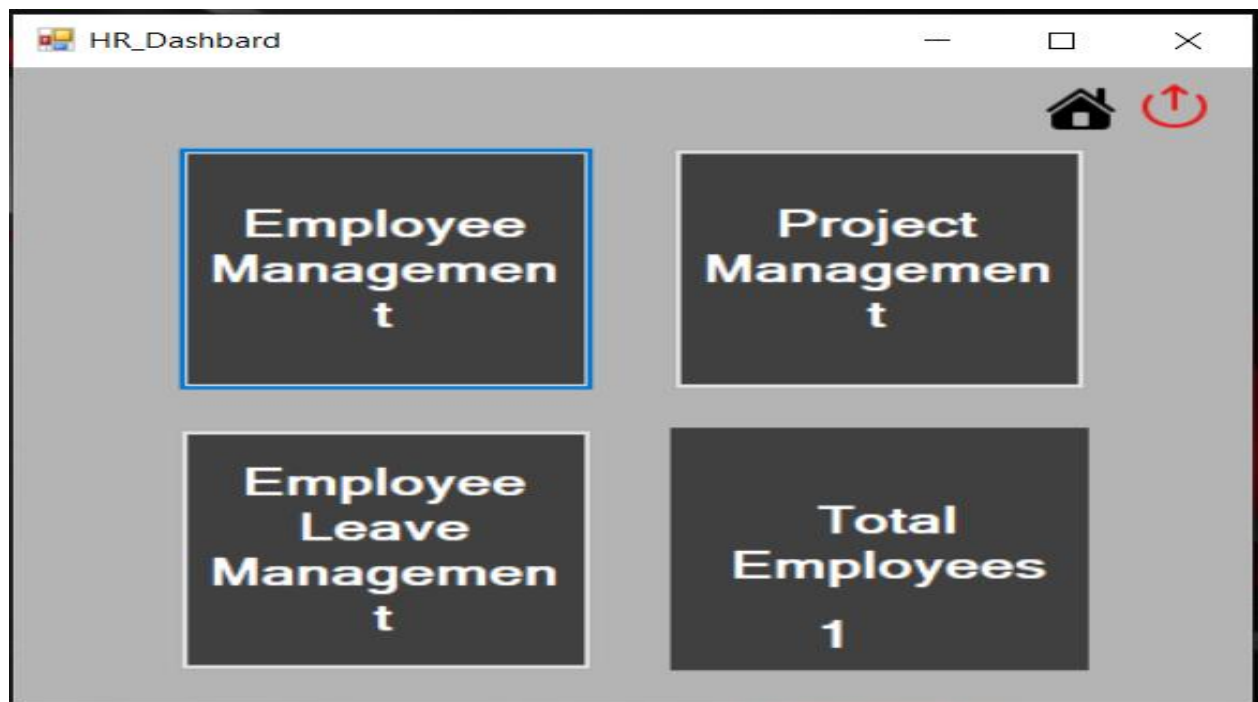 HR_Dashbard
Employee
Managemen
t
Project
Managemen
t
Employee
Leave
Managemen
t
Total
Employees
1